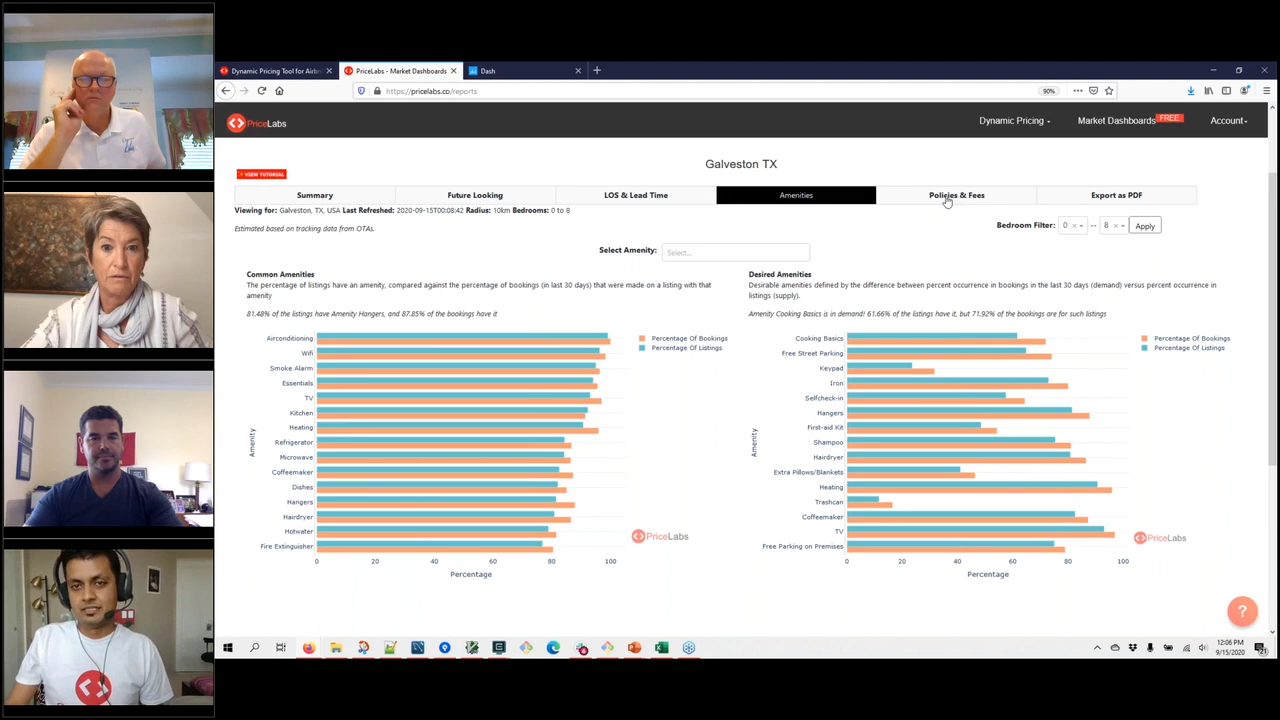 Dynamic Pricing Tool for Airbn
PriceLabs - Market Dashboards
Dash
https://pricelabs.co/reports
90%
PriceLabs
Dynamic Pricing
Market Dashboards FREE
Account
Galveston TX
VIEW TUTORIAL
Summary
Future Looking
LOS & Lead Time
Amenities
Policies & Fees
Export as PDF
Viewing for: Galveston, TX, USA Last Refreshed: 2020-09-15T00:08:42 Radius: 10km Bedrooms: 0 to 8
Estimated based on tracking data from OTAs.
Bedroom Filter: 0 -- 8 Apply
Select Amenity: Select...
Common Amenities
The percentage of listings have an amenity, compared against the percentage of bookings (in last 30 days) that were made on a listing with that
amenity
81.48% of the listings have Amenity Hangers, and 87.85% of the bookings have it
Percentage Of Bookings
Percentage Of Listings
Airconditioning
Wifi
Smoke Alarm
Essentials
TV
Kitchen
Heating
Refrigerator
Microwave
Coffeemaker
Dishes
Hangers
Hairdryer
Hotwater
Fire Extinguisher
Amenity
0 20 40 60 80 100
Percentage
PriceLabs
Desired Amenities
Desirable amenities defined by the difference between percent occurrence in bookings in the last 30 days (demand) versus percent occurrence in
listings (supply).
Amenity Cooking Basics is in demand! 61.66% of the listings have it, but 71.92% of the bookings are for such listings
Percentage Of Bookings
Percentage Of Listings
Cooking Basics
Free Street Parking
Keypad
Iron
Selfcheck-in
Hangers
First-aid Kit
Shampoo
Hairdryer
Extra Pillows/Blankets
Heating
Trashcan
Coffeemaker
TV
Free Parking on Premises
Amenity
0 20 40 60 80 100
Percentage
PriceLabs
?
12:06 PM
9/15/2020